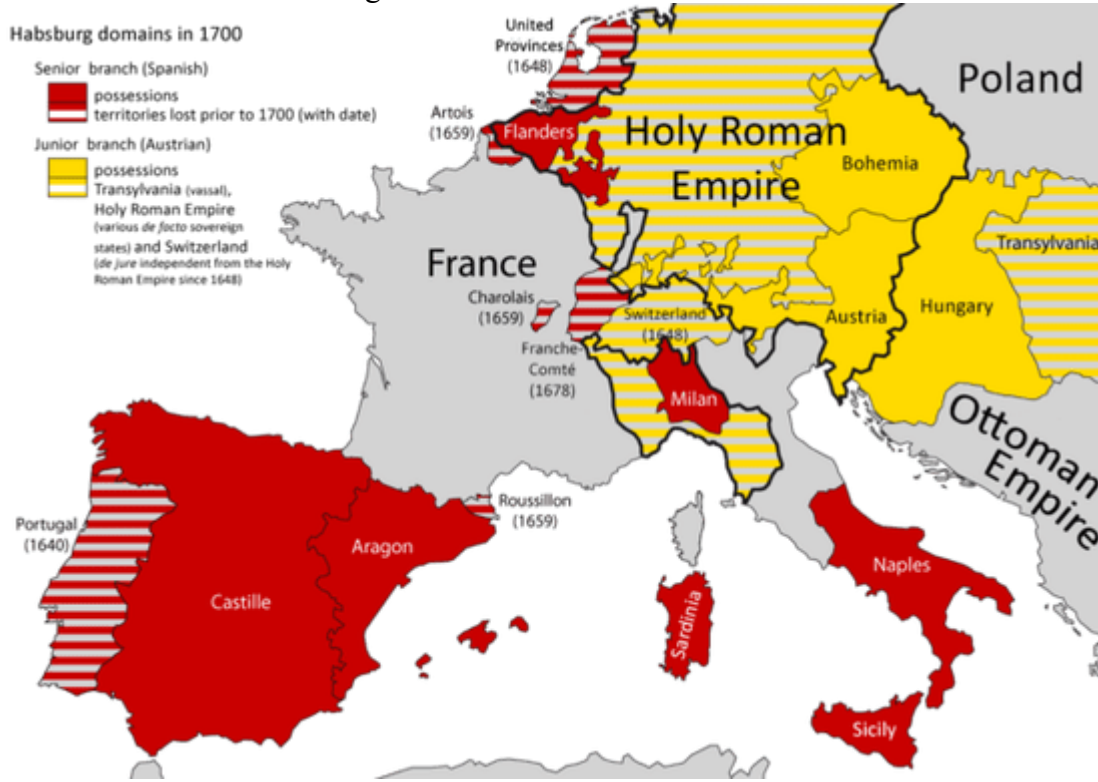 Habsburg domains in 1700
Senior branch (Spanish)
possessions
territories lost prior to 1700 (with date)
Junior branch (Austrian)
possessions
Transylvania (vassal),
Holy Roman Empire
(various de facto sovereign
states) and Switzerland
(de jure independent from the Holy
Roman Empire since 1648)
United
Provinces
(1648)
Artois
(1659)
Flanders
Holy Roman
Empire
Poland
Bohemia
Transylvania
France
Charolais
(1659)
Franche-
Comté
(1678)
Switzerland
(1648)
Austria
Hungary
Milan
Ottoman
Empire
Portugal
(1640)
Roussillon
(1659)
Aragon
Castille
Sardinia
Naples
Sicily